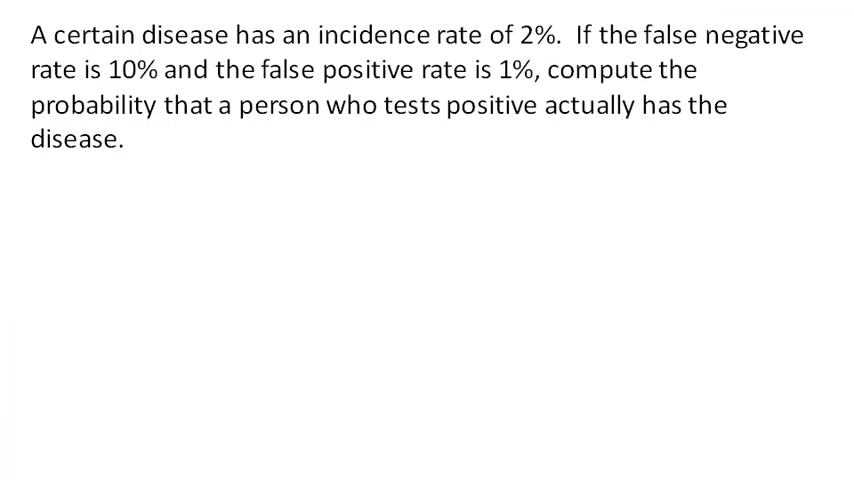 A certain disease has an incidence rate of 2%.  If the false negative
rate is 10% and the false positive rate is 1%, compute the
probability that a person who tests positive actually has the
disease.